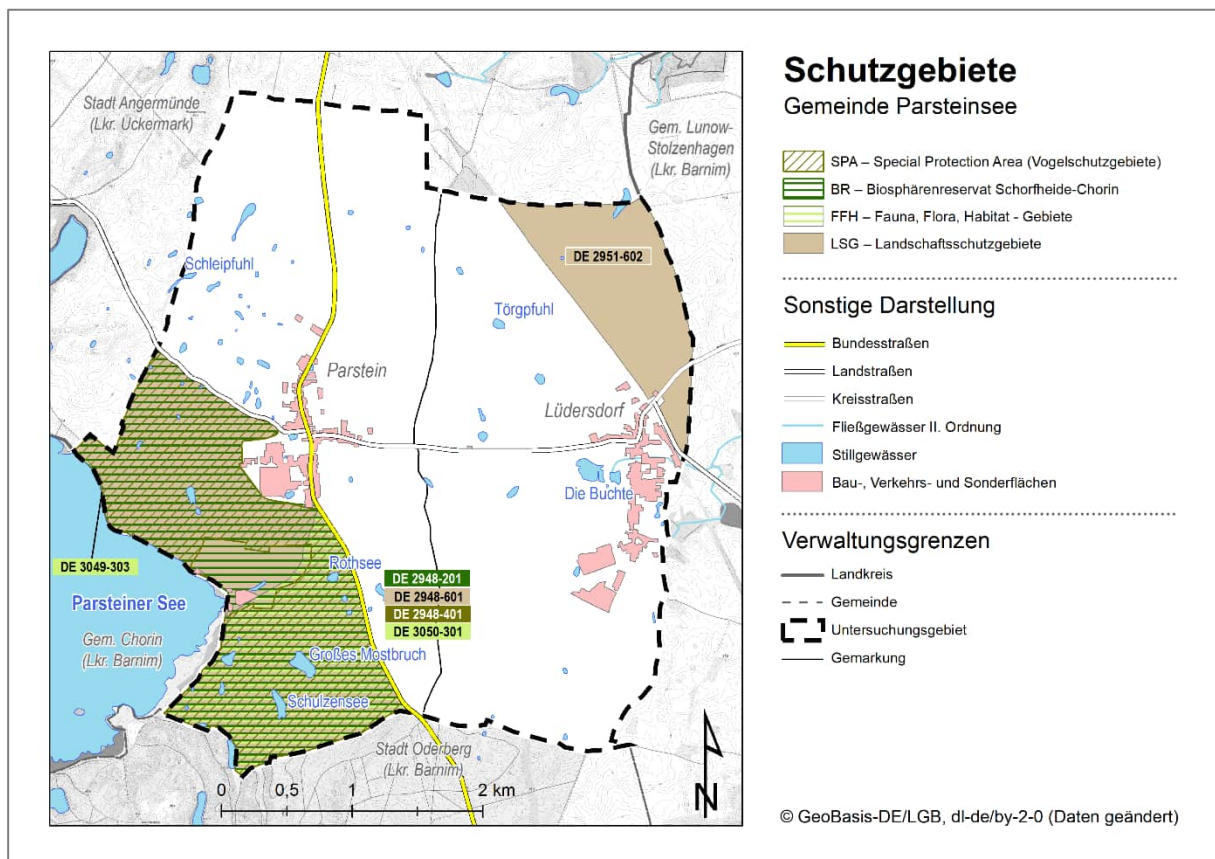 Schutzgebiete
Gemeinde Parsteinsee
SPA – Special Protection Area (Vogelschutzgebiete)
BR – Biosphärenreservat Schorfheide-Chorin
FFH – Fauna, Flora, Habitat - Gebiete
LSG – Landschaftsschutzgebiete
Sonstige Darstellung
Bundesstraßen
Landstraßen
Kreisstraßen
Fließgewässer II. Ordnung
Stillgewässer
Bau-, Verkehrs- und Sonderflächen
Verwaltungsgrenzen
Landkreis
Gemeinde
Untersuchungsgebiet
Gemarkung
© GeoBasis-DE/LGB, dl-de/by-2-0 (Daten geändert)
Stadt Angermünde
(Lkr. Uckermark)
Gem. Lunow-
Stolzenhagen
(Lkr. Barnim)
DE 2951-602
Schleipfuhl
Törgpfuhl
Parstein
Lüdersdorf
Die Buchte
DE 3049-303
Rothsee
DE 2948-201
DE 2948-601
DE 2948-401
DE 3050-301
Parsteiner See
Gem. Chorin
(Lkr. Barnim)
Großes Mostbruch
Schulzensee
Stadt Oderberg
(Lkr. Barnim)
0 0,5 1 2 km
N